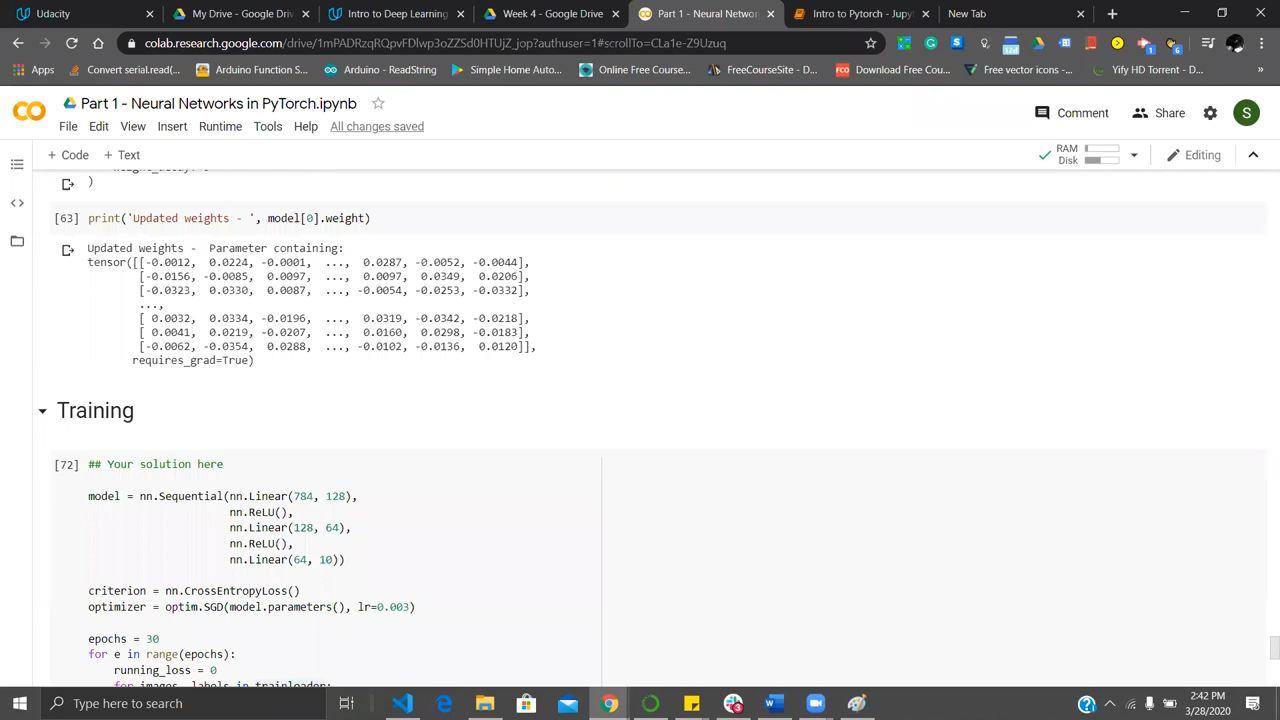 Udacity
My Drive - Google Driv
Intro to Deep Learning
Week 4 - Google Drive
Part 1 - Neural Networ
Intro to Pytorch - Jupy
New Tab
colab.research.google.com/drive/1mPADRzqRQpvFDlwp3oZZSd0HTUjZ_jop?authuser=1#scrollTo=CLa1e-Z9Uzuq
Apps
Convert serial.read(...
Arduino Function S...
Arduino - ReadString
Simple Home Auto...
Online Free Course...
FreeCourseSite - D...
Download Free Cou...
Free vector icons -...
Yify HD Torrent - D...
Part 1 - Neural Networks in PyTorch.ipynb
Comment
Share
S
File Edit View Insert Runtime Tools Help All changes saved
+ Code + Text
RAM
Disk
Editing
)
[63] print('Updated weights - ', model[0].weight)
Updated weights -  Parameter containing:
tensor([[-0.0012,  0.0224, -0.0001,  ...,  0.0287, -0.0052, -0.0044],
[-0.0156, -0.0085,  0.0097,  ...,  0.0097,  0.0349,  0.0206],
[-0.0323,  0.0330,  0.0087,  ..., -0.0054, -0.0253, -0.0332],
...,
[ 0.0032,  0.0334, -0.0196,  ...,  0.0319, -0.0342, -0.0218],
[ 0.0041,  0.0219, -0.0207,  ...,  0.0160,  0.0298, -0.0183],
[-0.0062, -0.0354,  0.0288,  ..., -0.0102, -0.0136,  0.0120]],
requires_grad=True)
Training
[72] ## Your solution here
model = nn.Sequential(nn.Linear(784, 128),
nn.ReLU(),
nn.Linear(128, 64),
nn.ReLU(),
nn.Linear(64, 10))
criterion = nn.CrossEntropyLoss()
optimizer = optim.SGD(model.parameters(), lr=0.003)
epochs = 30
for e in range(epochs):
running_loss = 0
for images, labels in trainloader:
Type here to search
2:42 PM
3/28/2020